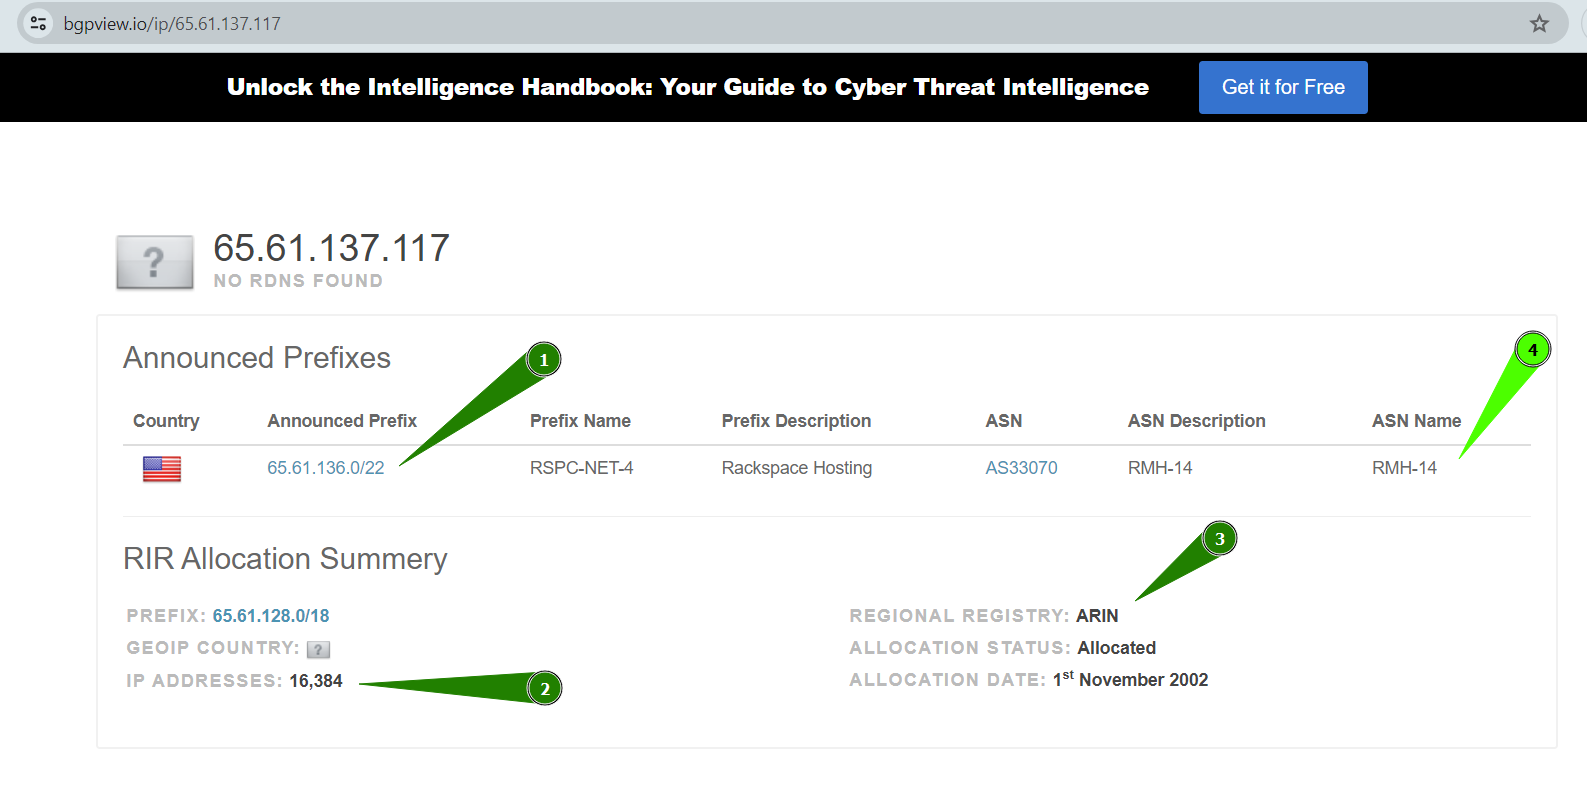 bgpview.io/ip/65.61.137.117
Unlock the Intelligence Handbook: Your Guide to Cyber Threat Intelligence
Get it for Free
?
65.61.137.117
NO RDNS FOUND
Announced Prefixes
1
4
Country Announced Prefix Prefix Name Prefix Description ASN ASN Description ASN Name
65.61.136.0/22 RSPC-NET-4 Rackspace Hosting AS33070 RMH-14 RMH-14
3
RIR Allocation Summery
PREFIX: 65.61.128.0/18
REGIONAL REGISTRY: ARIN
GEOIP COUNTRY: ?
ALLOCATION STATUS: Allocated
IP ADDRESSES: 16,384
2
ALLOCATION DATE: 1st November 2002